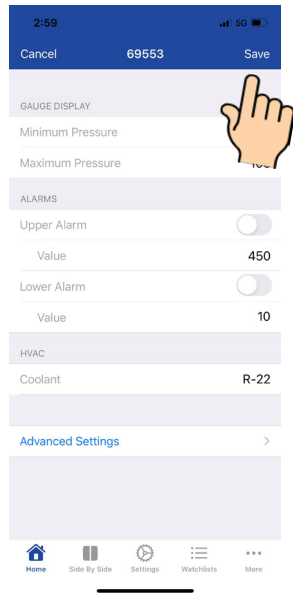 2:59 5G
Cancel 69553 Save
GAUGE DISPLAY
Minimum Pressure
Maximum Pressure
ALARMS
Upper Alarm
Value 450
Lower Alarm
Value 10
HVAC
Coolant R-22
Advanced Settings
Home Side By Side Settings Watchlists More